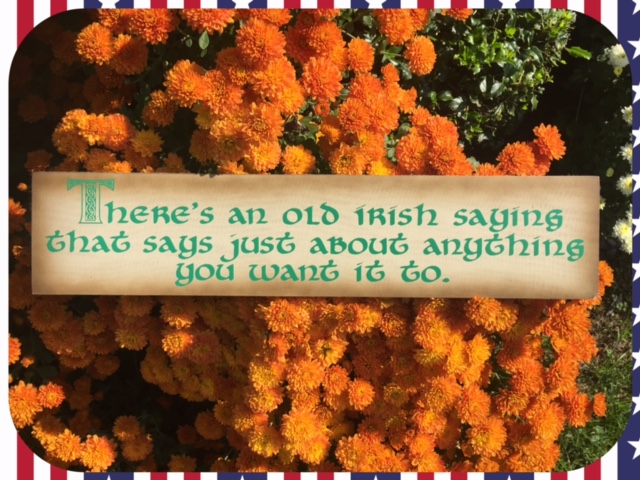 There's an old irish saying
that says just about anything
you want it to.